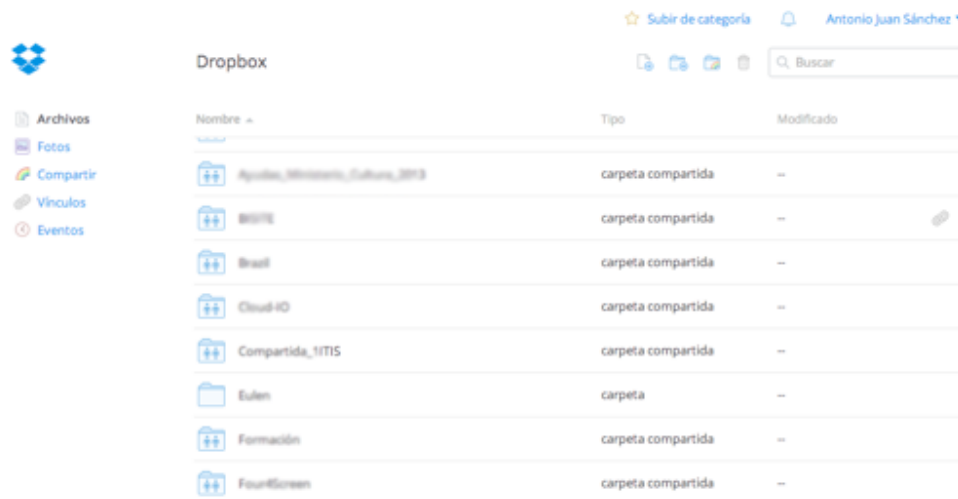 Subir de categoría Antonio Juan Sánchez
Dropbox Buscar
Nombre Tipo Modificado
Archivos
Fotos
Compartir
Vínculos
Eventos
Ayudas_Ministerio_Cultura_2013 carpeta compartida --
BISITE carpeta compartida --
Brazil carpeta compartida --
Cloud-IO carpeta compartida --
Compartida_1ITIS carpeta compartida --
Eulen carpeta --
Formación carpeta compartida --
carpeta compartida --